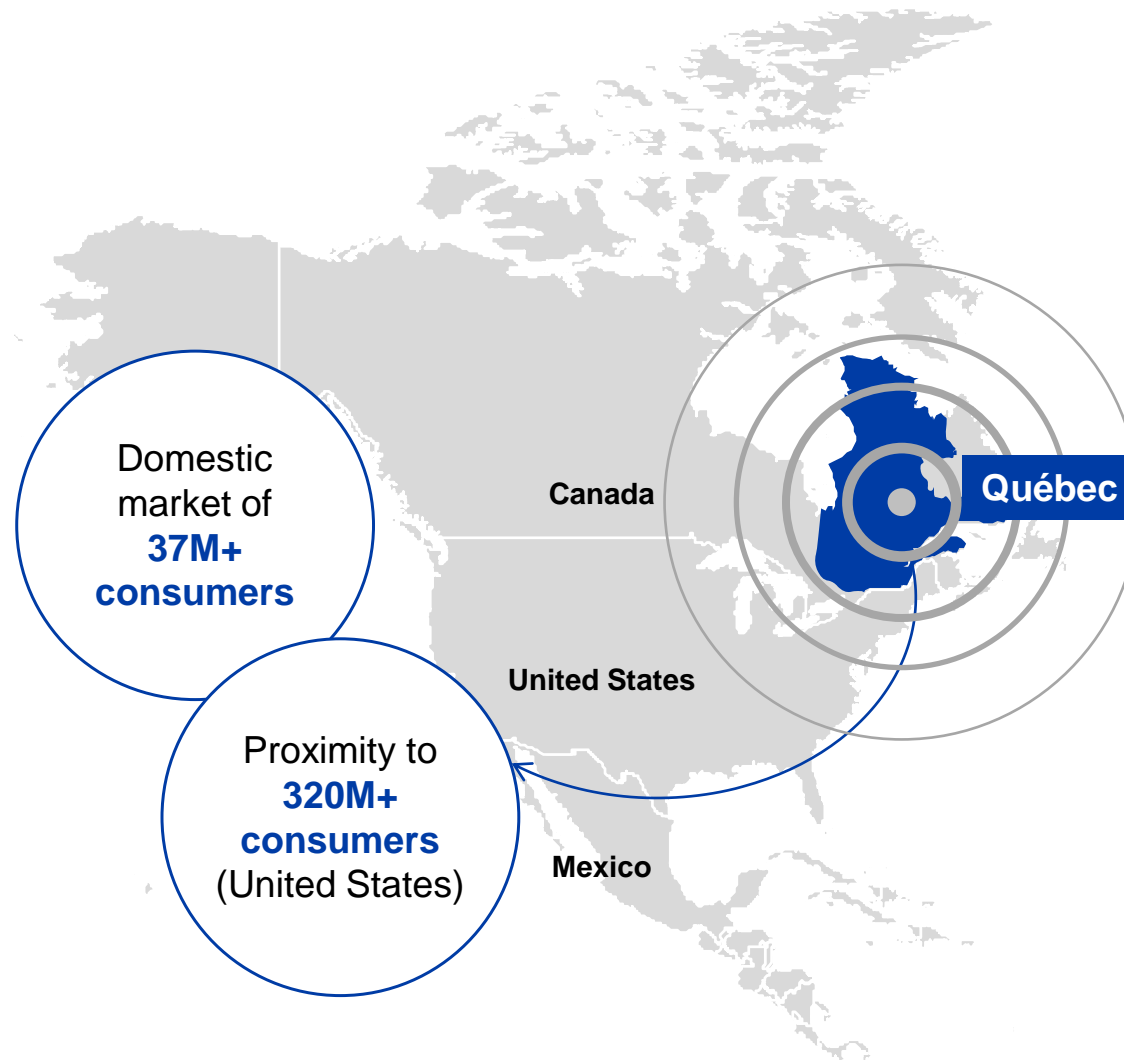 Domestic
market of
37M+
consumers
Canada
Québec
United States
Proximity to
320M+
consumers
(United States)
Mexico